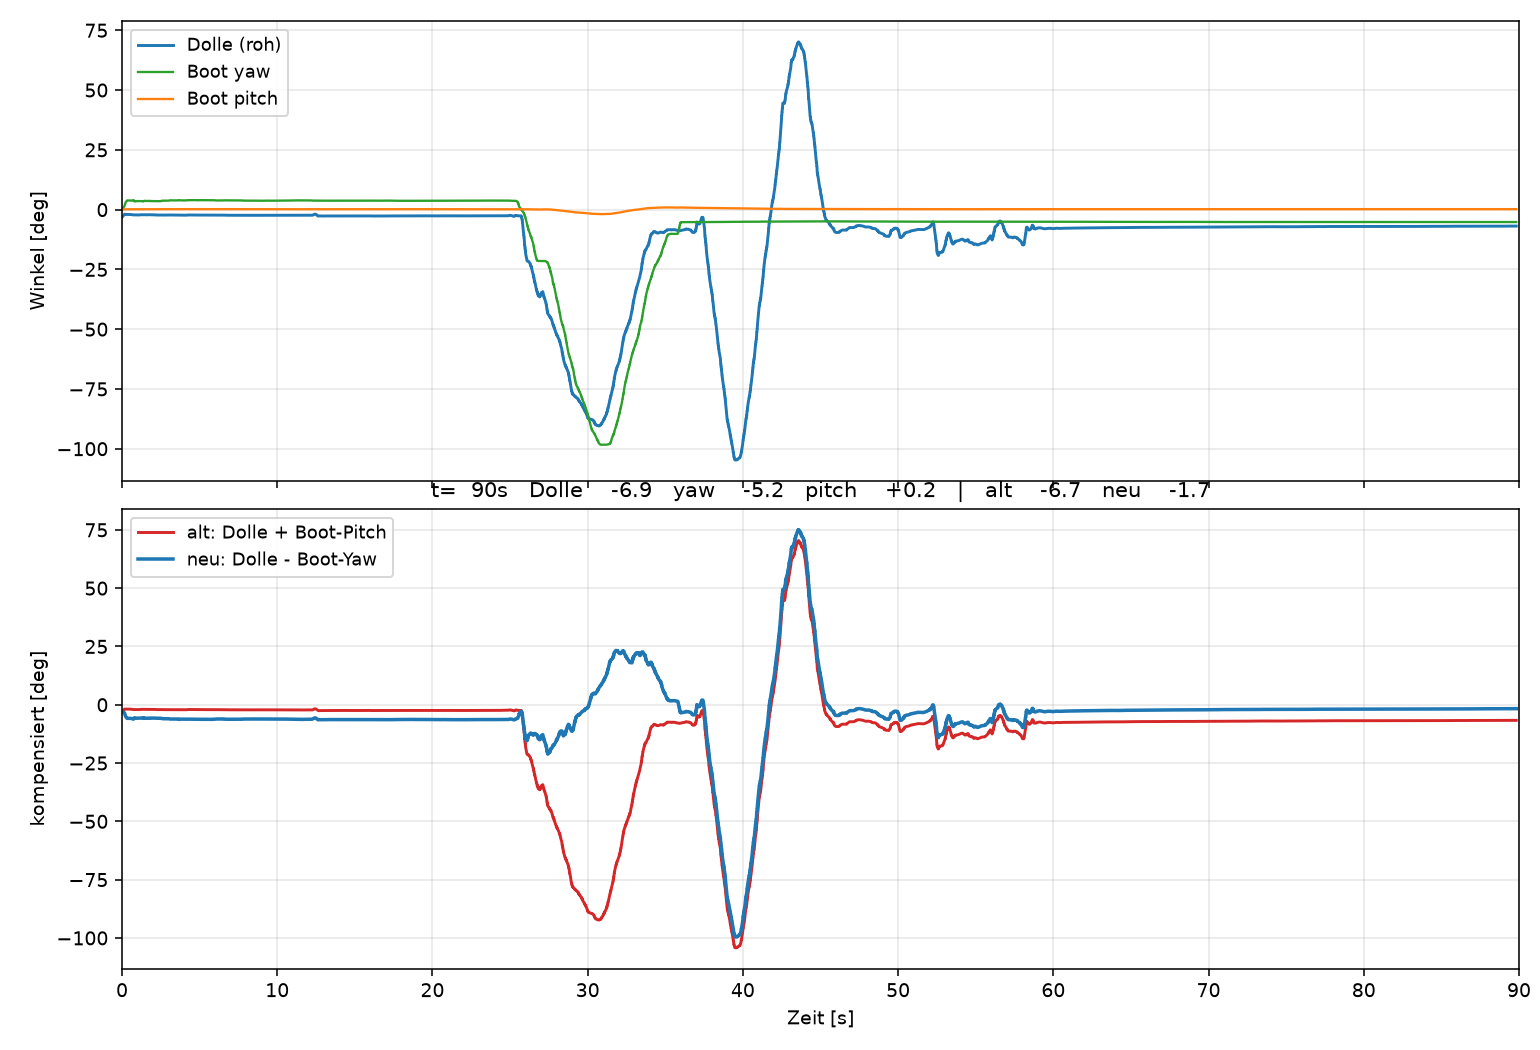 75
50
25
0
−25
−50
−75
−100
Winkel [deg]
Dolle (roh)
Boot yaw
Boot pitch
t= 90s Dolle -6.9 yaw -5.2 pitch +0.2 | alt -6.7 neu -1.7
75
50
25
0
−25
−50
−75
−100
kompensiert [deg]
alt: Dolle + Boot-Pitch
neu: Dolle - Boot-Yaw
0 10 20 30 40 50 60 70 80 90
Zeit [s]